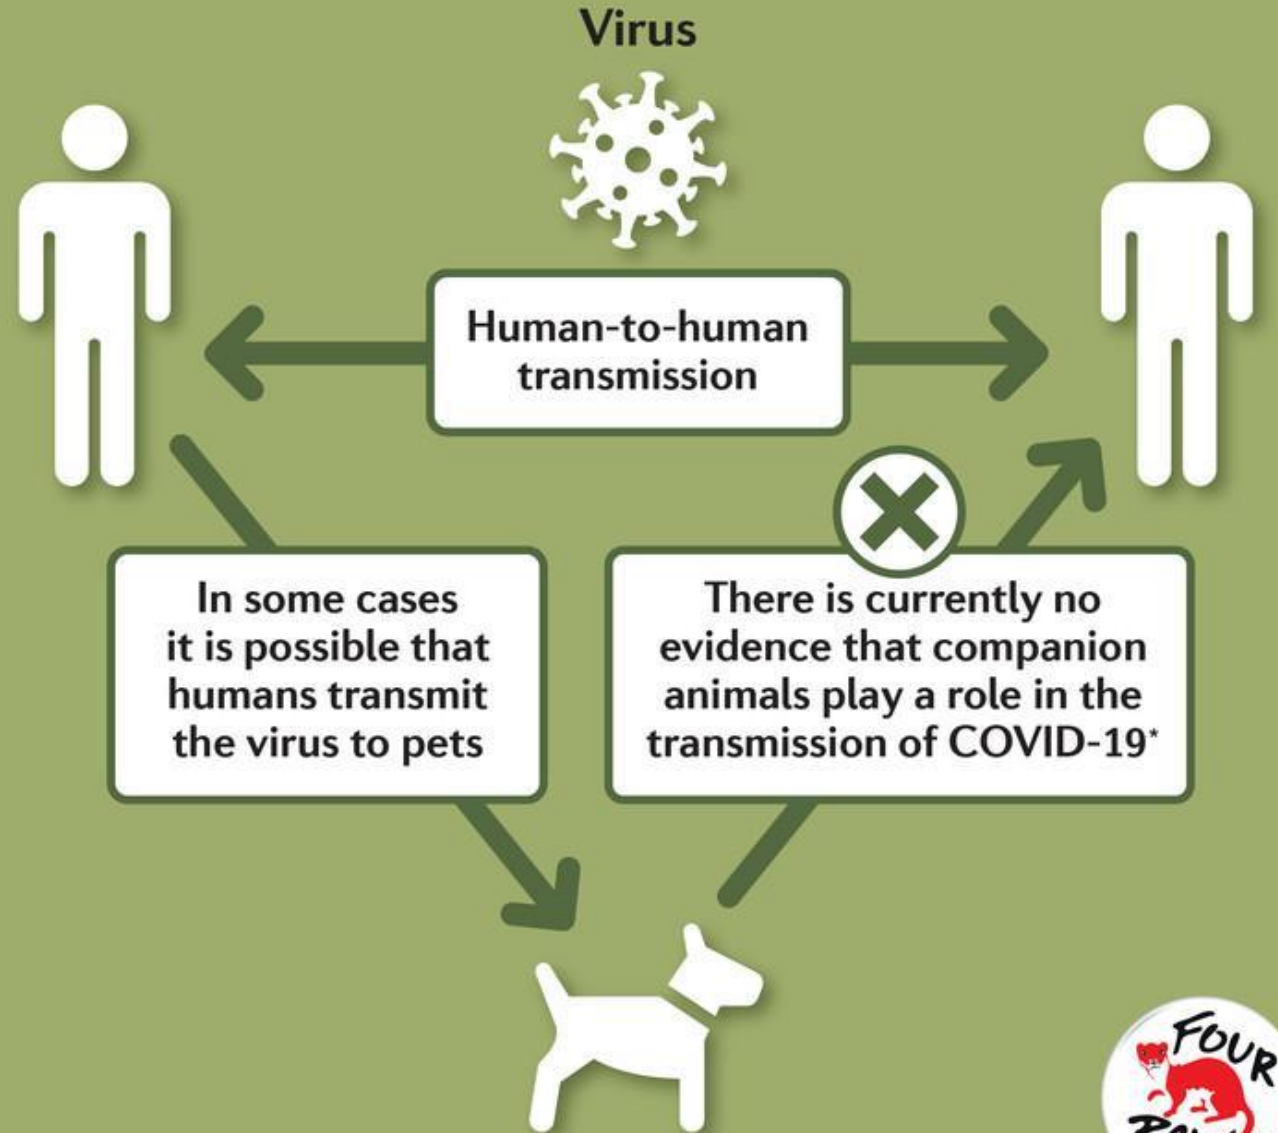 Virus
Human-to-human
transmission
In some cases
it is possible that
humans transmit
the virus to pets
There is currently no
evidence that companion
animals play a role in the
transmission of COVID-19*
FOUR